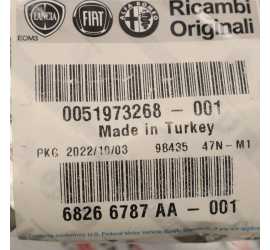 LANCIA FIAT ALFA ROMEO Ricambi
EOM3 Originali
0051973268 - 001
Made in Turkey
PKG 2022/10/03 98435 47N-M1
6826 6787 AA - 001